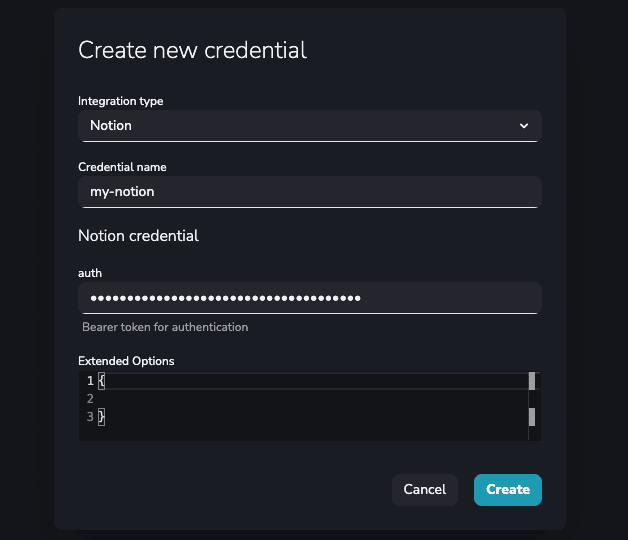 Create new credential
Integration type
Notion
Credential name
my-notion
Notion credential
auth
•••••••••••••••••••••••••••••••••••••
Bearer token for authentication
Extended Options
1 {
2
3 }
Cancel Create